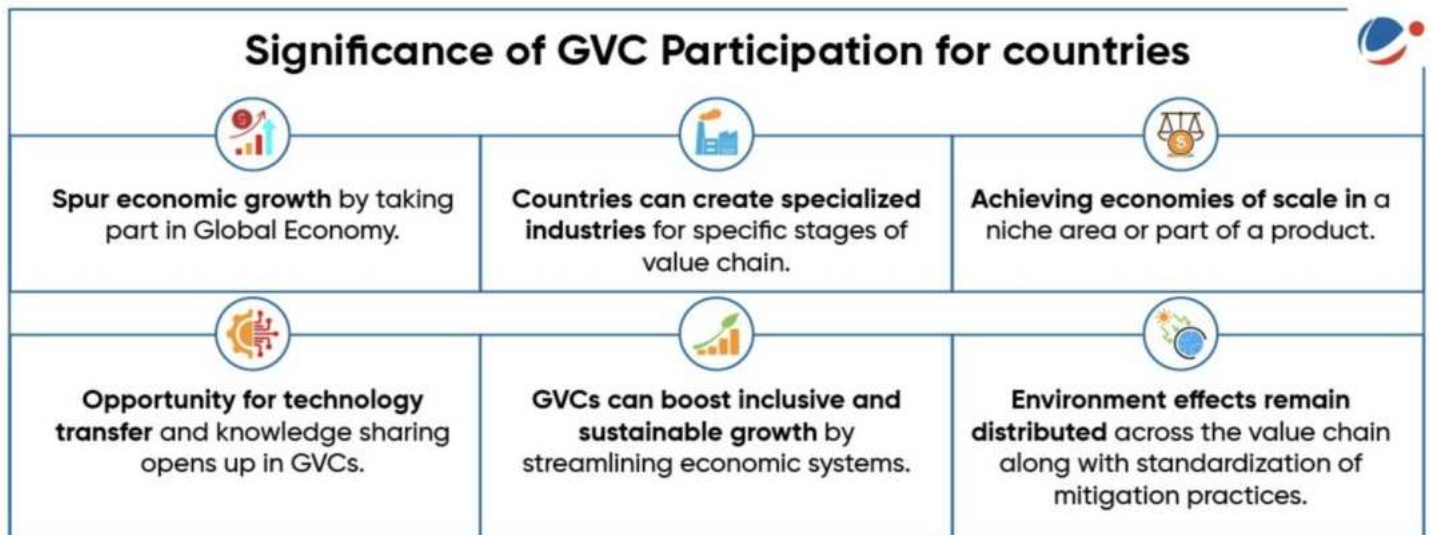 Significance of GVC Participation for countries
Spur economic growth by taking
part in Global Economy.
Countries can create specialized
industries for specific stages of
value chain.
Achieving economies of scale in a
niche area or part of a product.
Opportunity for technology
transfer and knowledge sharing
opens up in GVCs.
GVCs can boost inclusive and
sustainable growth by
streamlining economic systems.
Environment effects remain
distributed across the value chain
along with standardization of
mitigation practices.